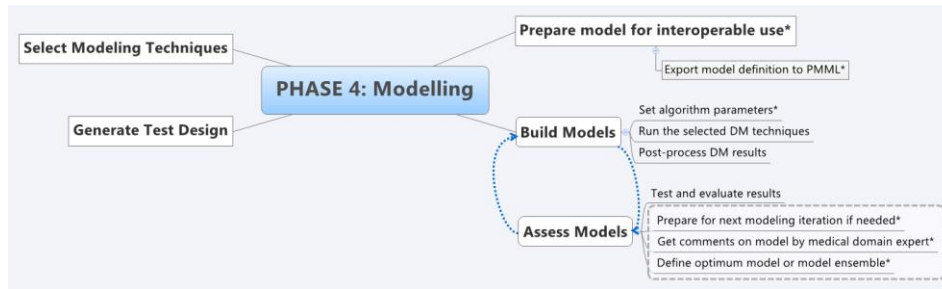 Select Modeling Techniques
Generate Test Design
PHASE 4: Modelling
Prepare model for interoperable use*
Export model definition to PMML*
Build Models
Set algorithm parameters*
Run the selected DM techniques
Post-process DM results
Assess Models
Test and evaluate results
Prepare for next modeling iteration if needed*
Get comments on model by medical domain expert*
Define optimum model or model ensemble*